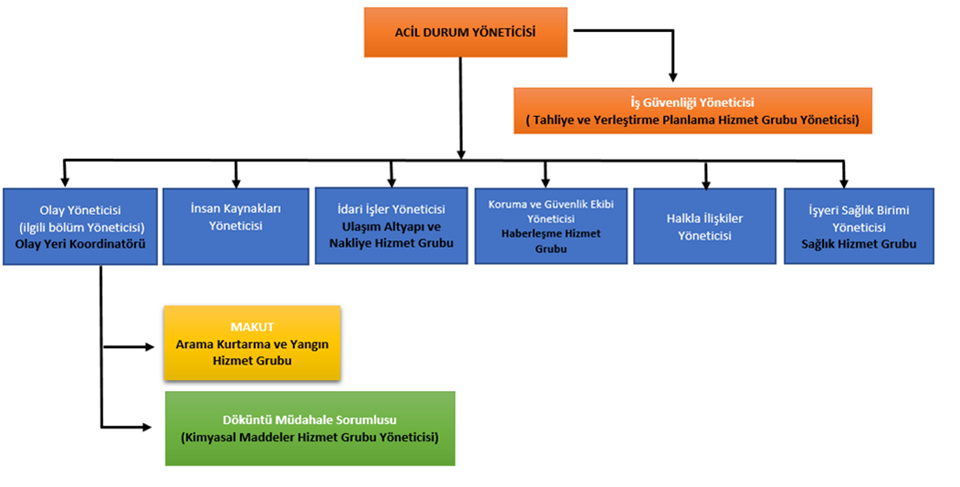 ACİL DURUM YÖNETİCİSİ
İş Güvenliği Yöneticisi
( Tahliye ve Yerleştirme Planlama Hizmet Grubu Yöneticisi)
Olay Yöneticisi
(ilgili bölüm Yöneticisi)
Olay Yeri Koordinatörü
İnsan Kaynakları
Yöneticisi
İdari İşler Yöneticisi
Ulaşım Altyapı ve
Nakliye Hizmet Grubu
Koruma ve Güvenlik Ekibi
Yöneticisi
Haberleşme Hizmet
Grubu
Halkla İlişkiler
Yöneticisi
İşyeri Sağlık Birimi
Yöneticisi
Sağlık Hizmet Grubu
MAKUT
Arama Kurtarma ve Yangın
Hizmet Grubu
Döküntü Müdahale Sorumlusu
(Kimyasal Maddeler Hizmet Grubu Yöneticisi)